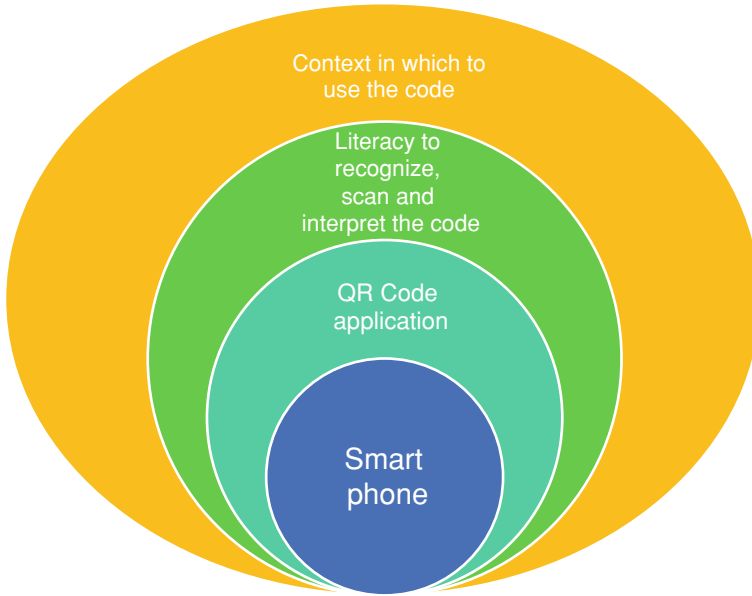 Context in which to
use the code
Literacy to
recognize,
scan and
interpret the code
QR Code
application
Smart
phone